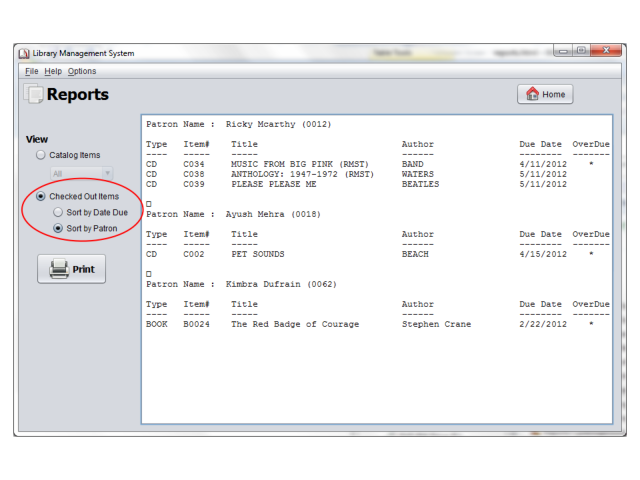 Library Management System
File Help Options
Reports
Home
View
Catalog Items
All
Checked Out Items
Sort by Date Due
Sort by Patron
Print
Patron Name : Ricky Mcarthy (0012)
Type Item# Title Author Due Date OverDue
---- ----- ----- ------ -------- -------
CD C034 MUSIC FROM BIG PINK (RMST) BAND 4/11/2012 *
CD C038 ANTHOLOGY: 1947-1972 (RMST) WATERS 5/11/2012
CD C039 PLEASE PLEASE ME BEATLES 5/11/2012
Patron Name : Ayush Mehra (0018)
Type Item# Title Author Due Date OverDue
---- ----- ----- ------ -------- -------
CD C002 PET SOUNDS BEACH 4/15/2012 *
Patron Name : Kimbra Dufrain (0062)
Type Item# Title Author Due Date OverDue
---- ----- ----- ------ -------- -------
BOOK B0024 The Red Badge of Courage Stephen Crane 2/22/2012 *